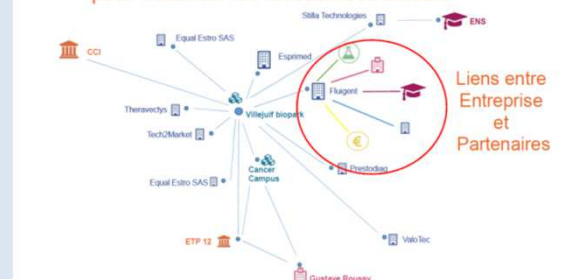 Stilla Technologies
ENS
Equal Estro SAS
CCI
Esprimed
Fluigent
Liens entre
Entreprise
et
Partenaires
Theravectys
Villejuif biopark
Tech2Market
Cancer
Campus
Prestodiag
Equal Estro SAS
ETP 12
ValoTec
Gustave Roussy